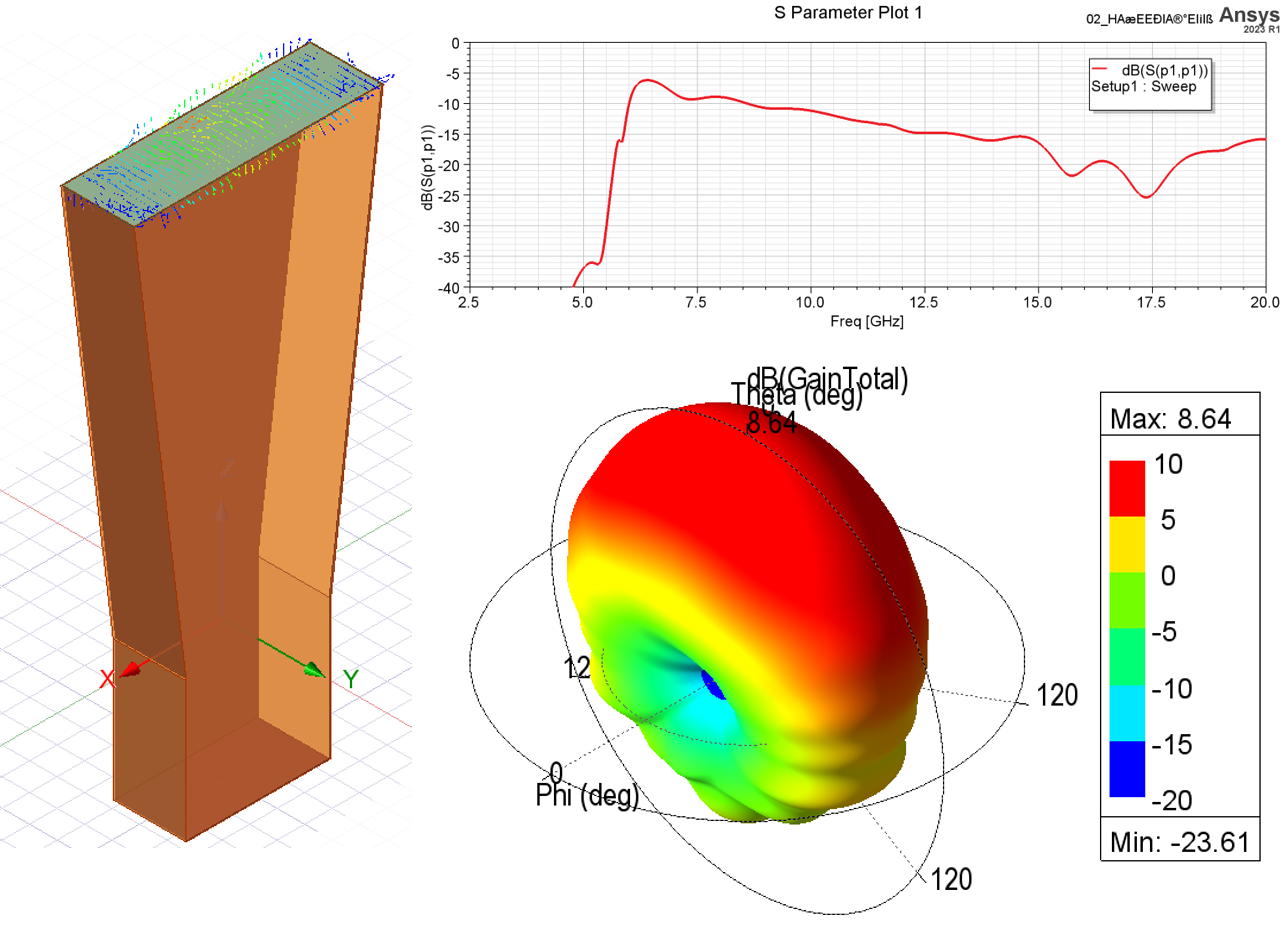 S Parameter Plot 1
02_HAæEEÐIA®°EIiIß Ansys
2023 R1
dB(S(p1,p1))
Setup1 : Sweep
dB(S(p1,p1))
0
-5
-10
-15
-20
-25
-30
-35
-40
2.5 5.0 7.5 10.0 12.5 15.0 17.5 20.0
Freq [GHz]
X
Y
dB(GainTotal)
Theta (deg)
8.64
12
120
0
Phi (deg)
120
Max: 8.64
10
5
0
-5
-10
-15
-20
Min: -23.61